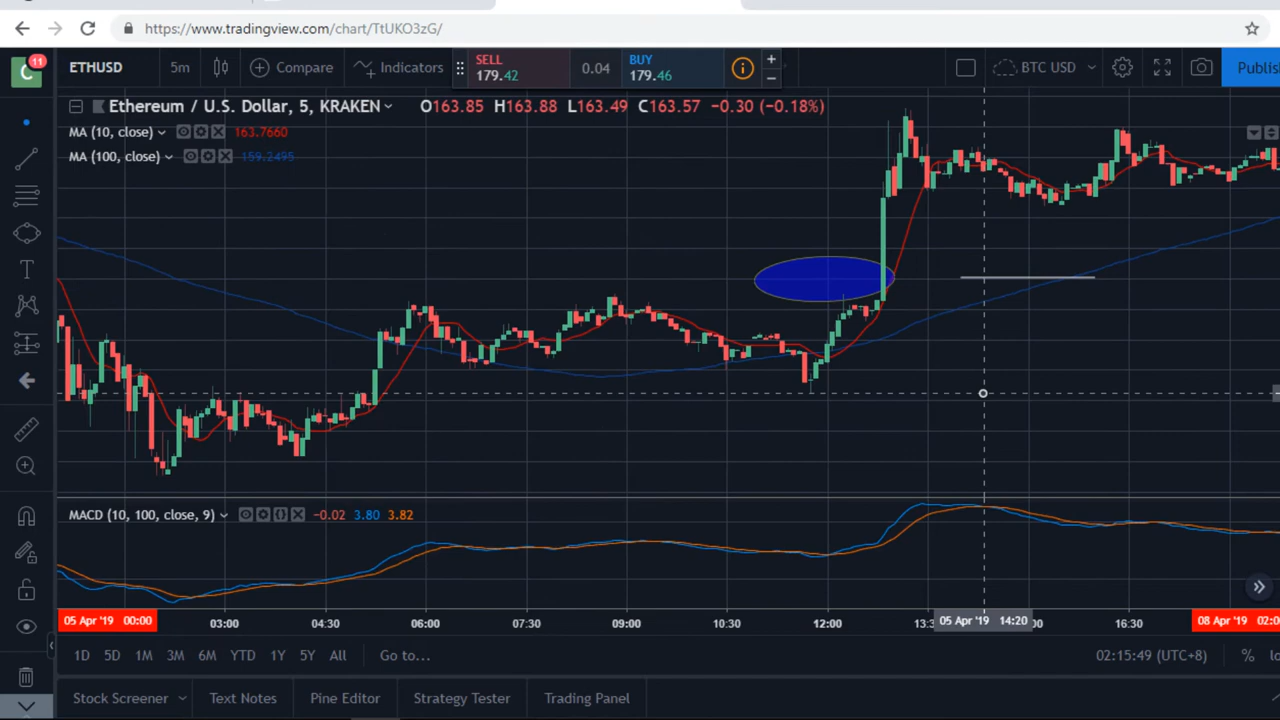 https://www.tradingview.com/chart/TtUKO3zG/
C 11 ETHUSD 5m Compare Indicators SELL 179.42 0.04 BUY 179.46 + − BTC USD Publis
Ethereum / U.S. Dollar, 5, KRAKEN O163.85 H163.88 L163.49 C163.57 −0.30 (−0.18%)
MA (10, close) 163.7660
MA (100, close) 159.2495
MACD (10, 100, close, 9) −0.02 3.80 3.82
05 Apr '19 00:00 03:00 04:30 06:00 07:30 09:00 10:30 12:00 13:3 05 Apr '19 14:20 00 16:30 08 Apr '19 02:0
1D 5D 1M 3M 6M YTD 1Y 5Y All Go to... 02:15:49 (UTC+8) % lo
Stock Screener Text Notes Pine Editor Strategy Tester Trading Panel